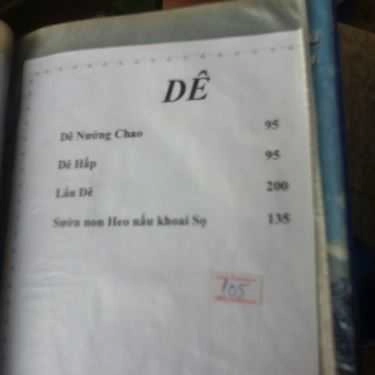 DÊ
Dê Nướng Chao 95
Dê Hấp 95
Lẩu Dê 200
Sườn non Heo nấu khoai Sọ 135
105